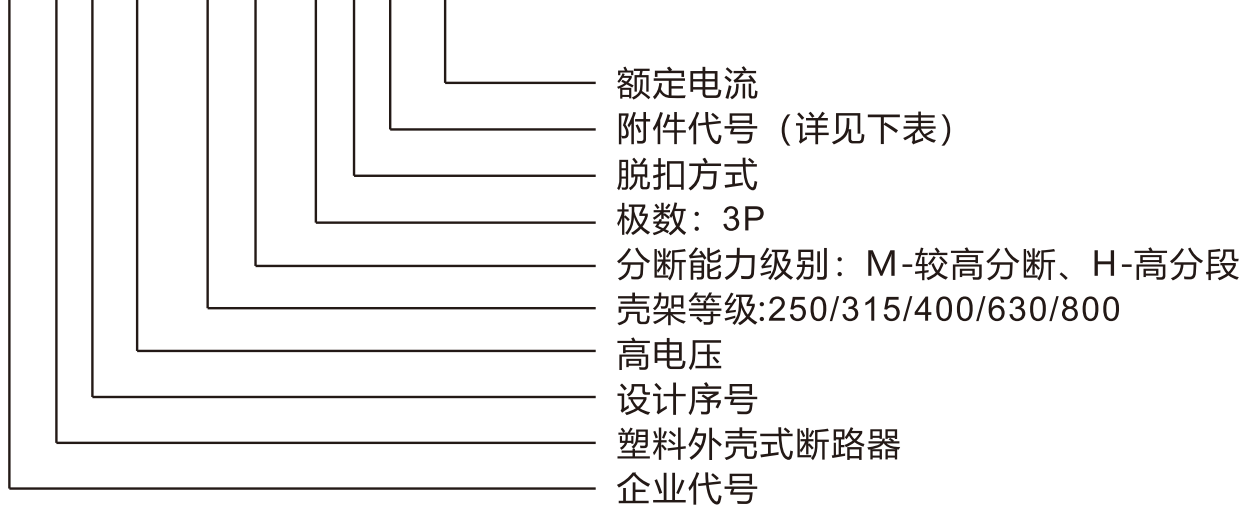 额定电流
附件代号（详见下表）
脱扣方式
极数：3P
分断能力级别：M-较高分断、H-高分段
壳架等级:250/315/400/630/800
高电压
设计序号
塑料外壳式断路器
企业代号